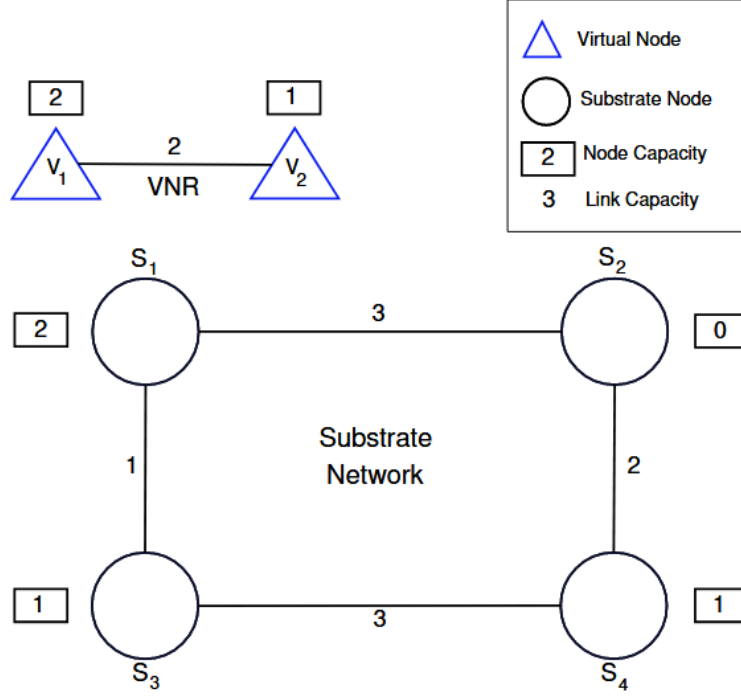 2
1
V1
2
V2
VNR
Virtual Node
Substrate Node
2 Node Capacity
3 Link Capacity
S1
S2
2
3
0
1
Substrate
Network
2
1
3
1
S3
S4